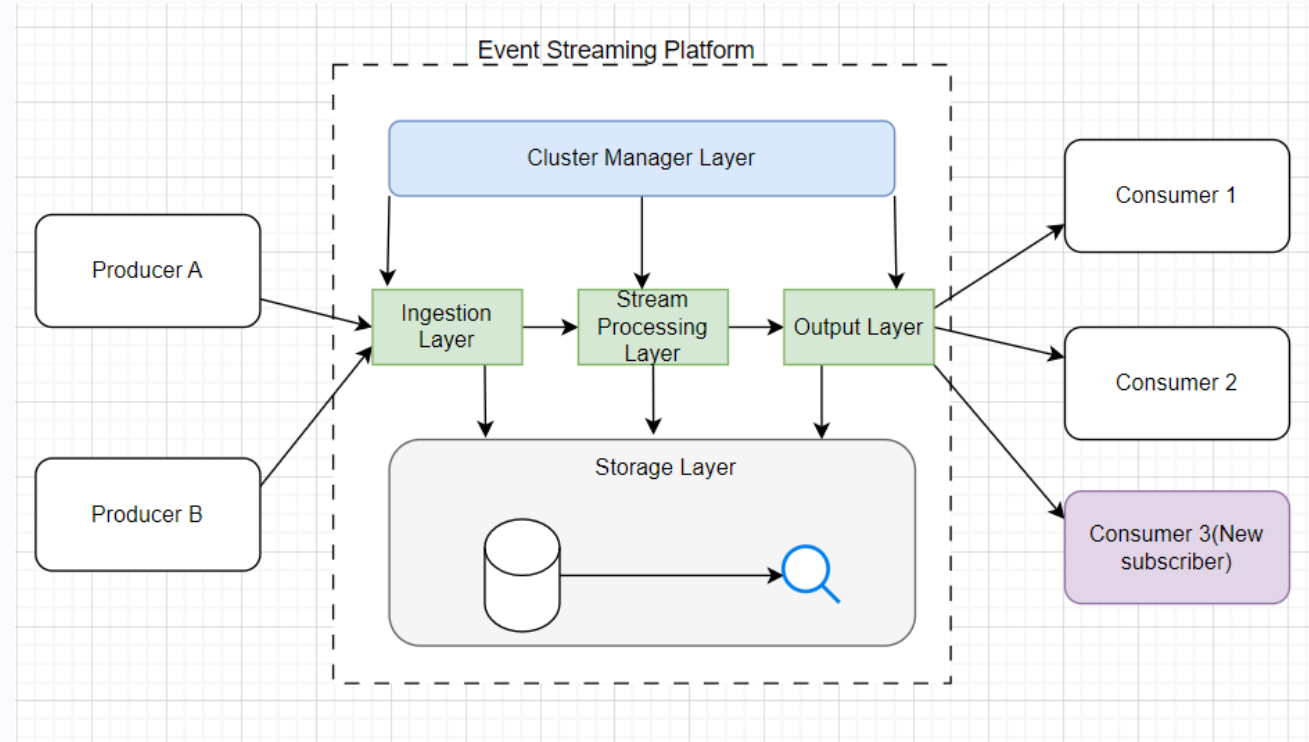 Event Streaming Platform
Cluster Manager Layer
Producer A
Producer B
Ingestion
Layer
Stream
Processing
Layer
Output Layer
Storage Layer
Consumer 1
Consumer 2
Consumer 3(New
subscriber)